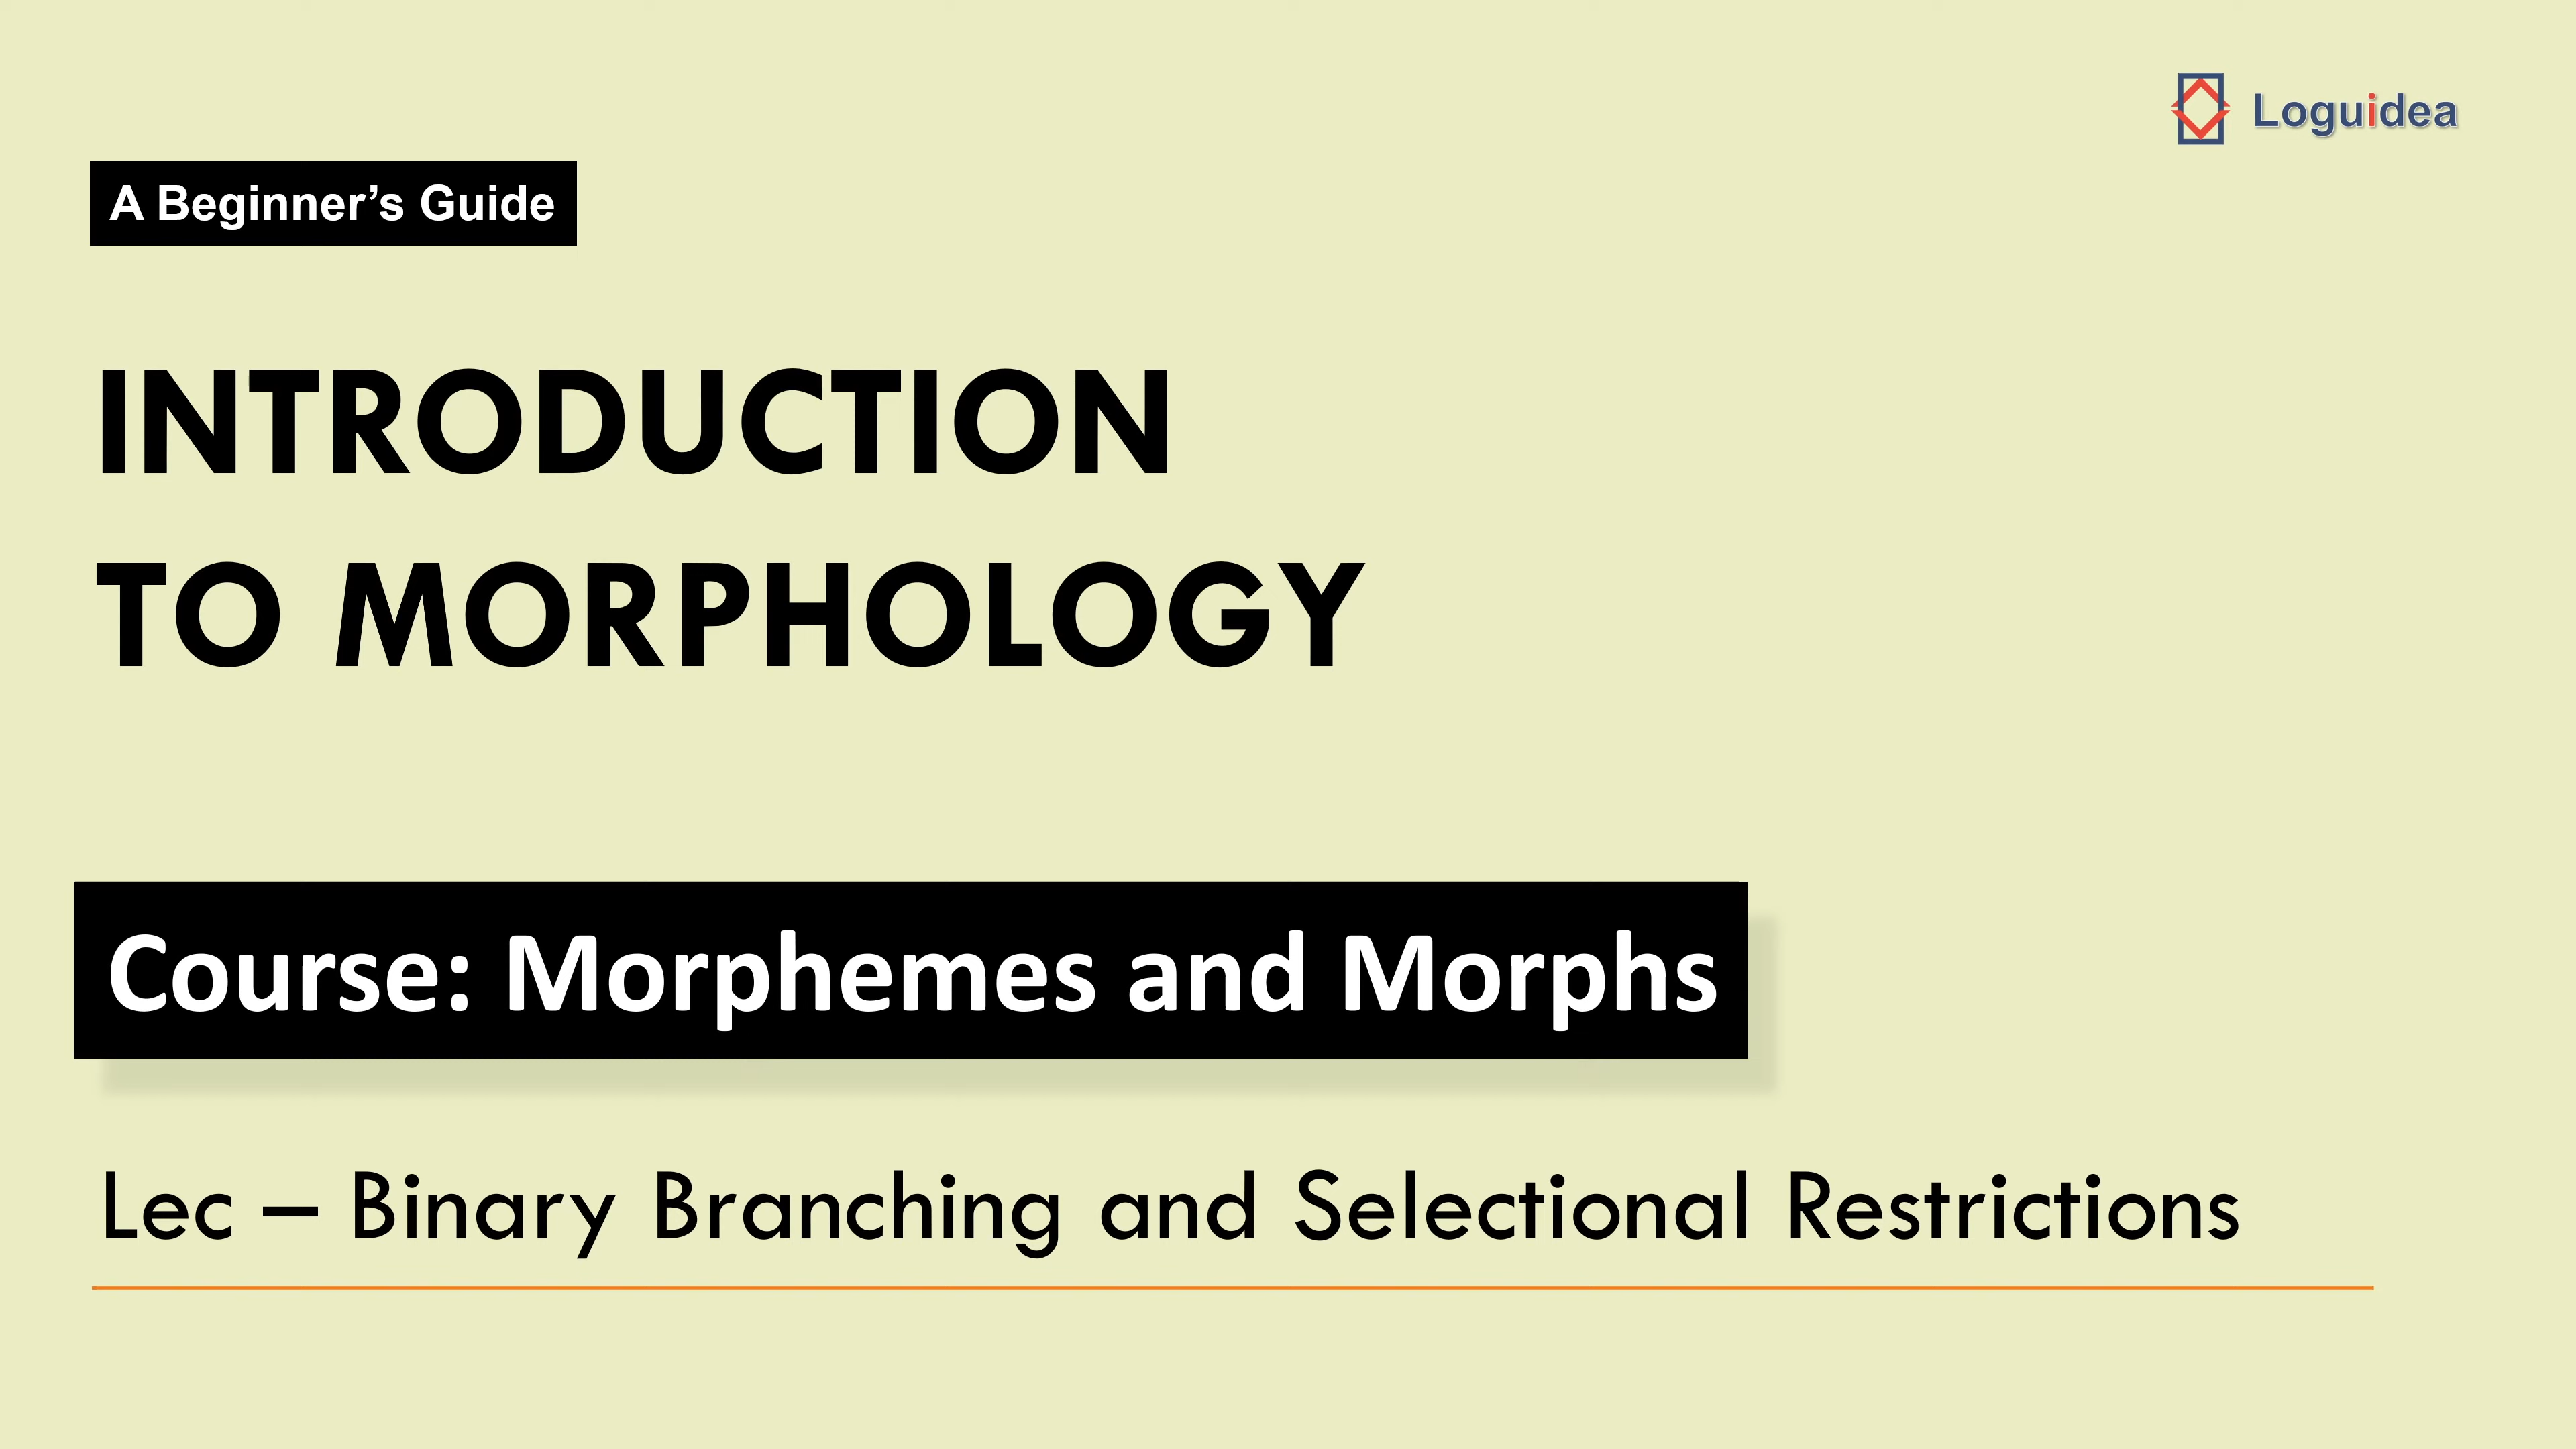 Loguidea
A Beginner’s Guide
INTRODUCTION
TO MORPHOLOGY
Course: Morphemes and Morphs
Lec – Binary Branching and Selectional Restrictions